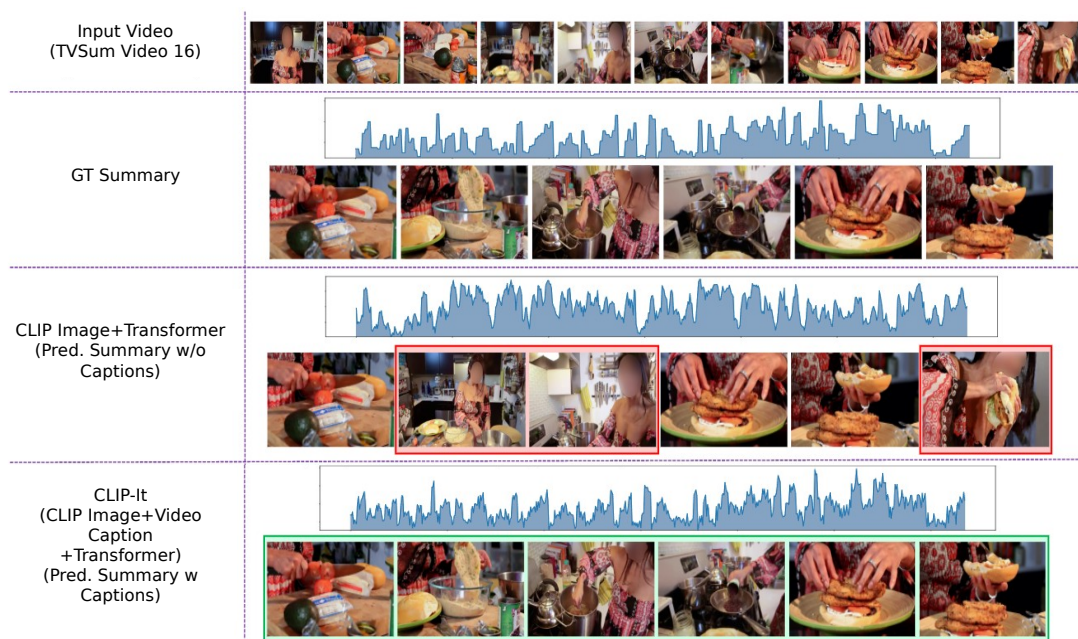 Input Video
(TVSum Video 16)
GT Summary
CLIP Image+Transformer
(Pred. Summary w/o
Captions)
CLIP-It
(CLIP Image+Video
Caption
+Transformer)
(Pred. Summary w
Captions)